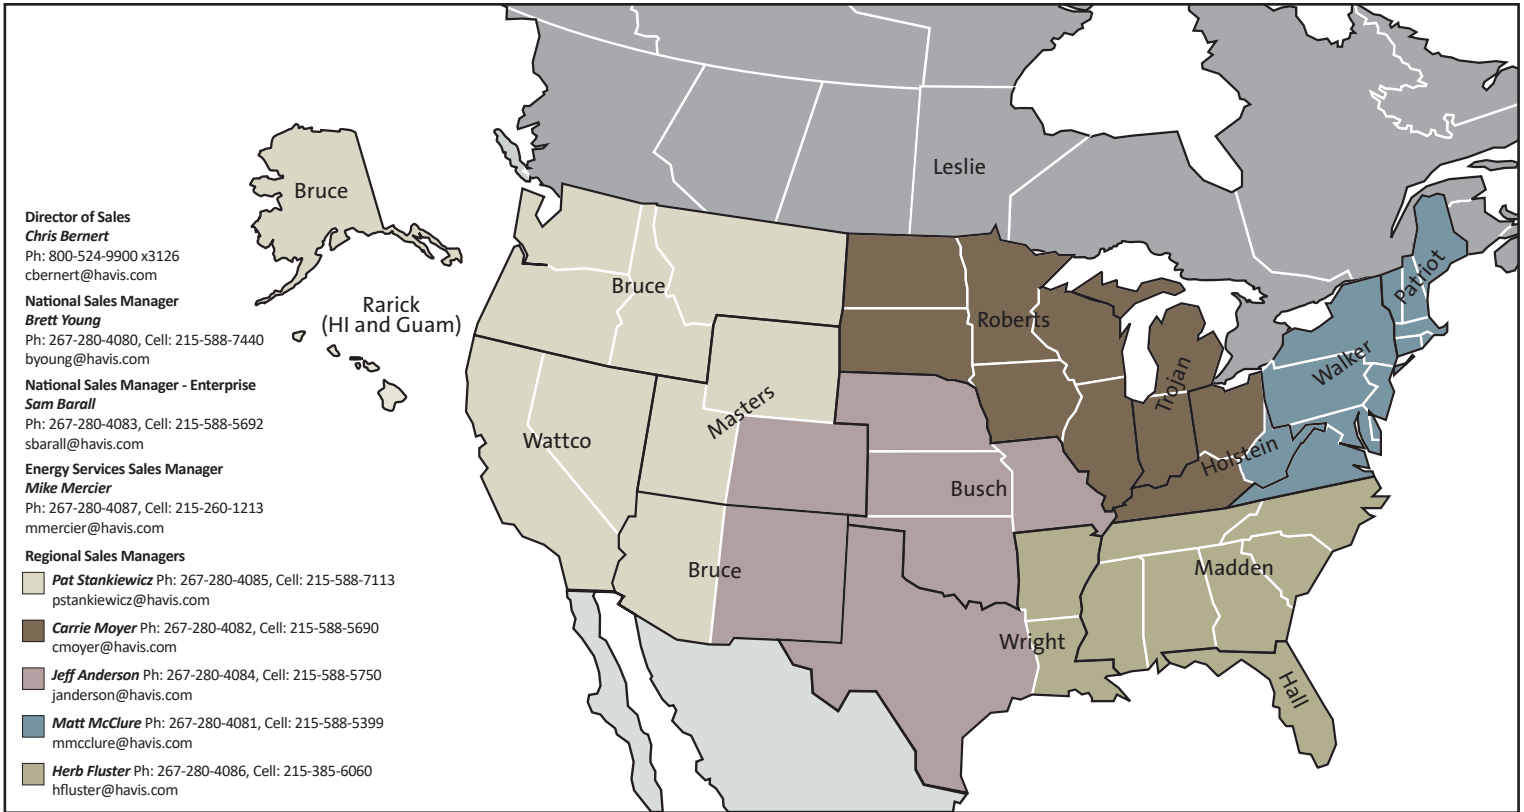 Director of Sales
Chris Bernert
Ph: 800-524-9900 x3126
cbernert@havis.com
National Sales Manager
Brett Young
Ph: 267-280-4080, Cell: 215-588-7440
byoung@havis.com
National Sales Manager - Enterprise
Sam Barall
Ph: 267-280-4083, Cell: 215-588-5692
sbarall@havis.com
Energy Services Sales Manager
Mike Mercier
Ph: 267-280-4087, Cell: 215-260-1213
mmercier@havis.com
Regional Sales Managers
Pat Stankiewicz Ph: 267-280-4085, Cell: 215-588-7113
pstankiewicz@havis.com
Carrie Moyer Ph: 267-280-4082, Cell: 215-588-5690
cmoyer@havis.com
Jeff Anderson Ph: 267-280-4084, Cell: 215-588-5750
janderson@havis.com
Matt McClure Ph: 267-280-4081, Cell: 215-588-5399
mmcclure@havis.com
Herb Fluster Ph: 267-280-4086, Cell: 215-385-6060
hfluster@havis.com
Bruce
Rarick
(HI and Guam)
Leslie
Bruce
Roberts
Patriot
Walker
Trojan
Masters
Wattco
Holstein
Busch
Bruce
Madden
Wright
Hall